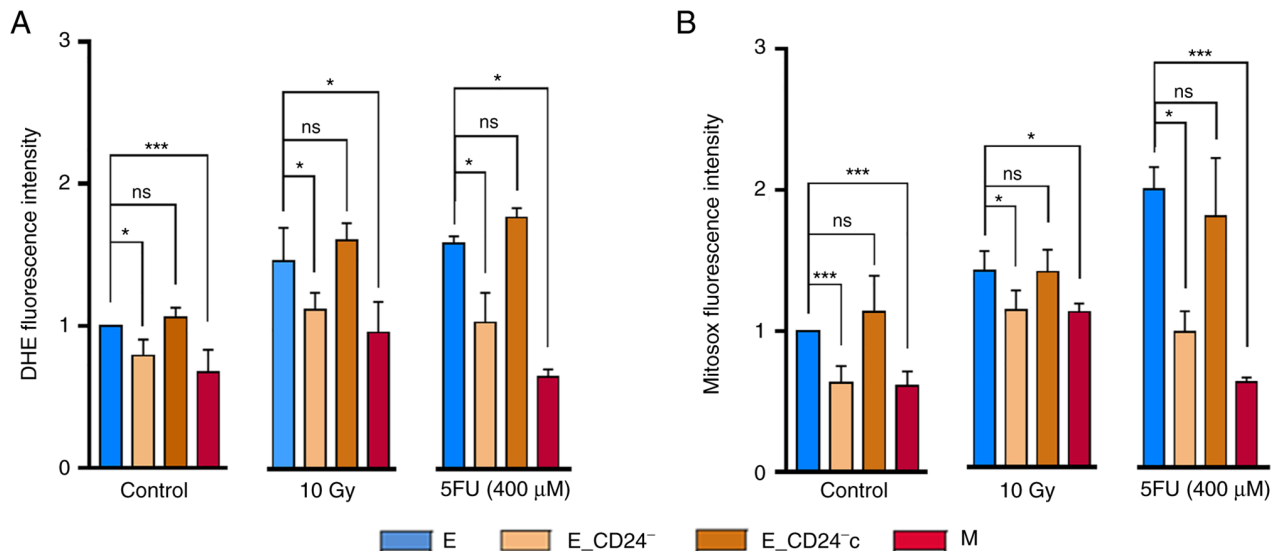 A
B
DHE fluorescence intensity
3
2
1
0
***
ns
*
*
ns
*
*
ns
*
Control
10 Gy
5FU (400 µM)
Mitosox fluorescence intensity
3
2
1
0
***
ns
***
*
ns
*
***
ns
*
Control
10 Gy
5FU (400 µM)
E
E_CD24⁻
E_CD24⁻c
M